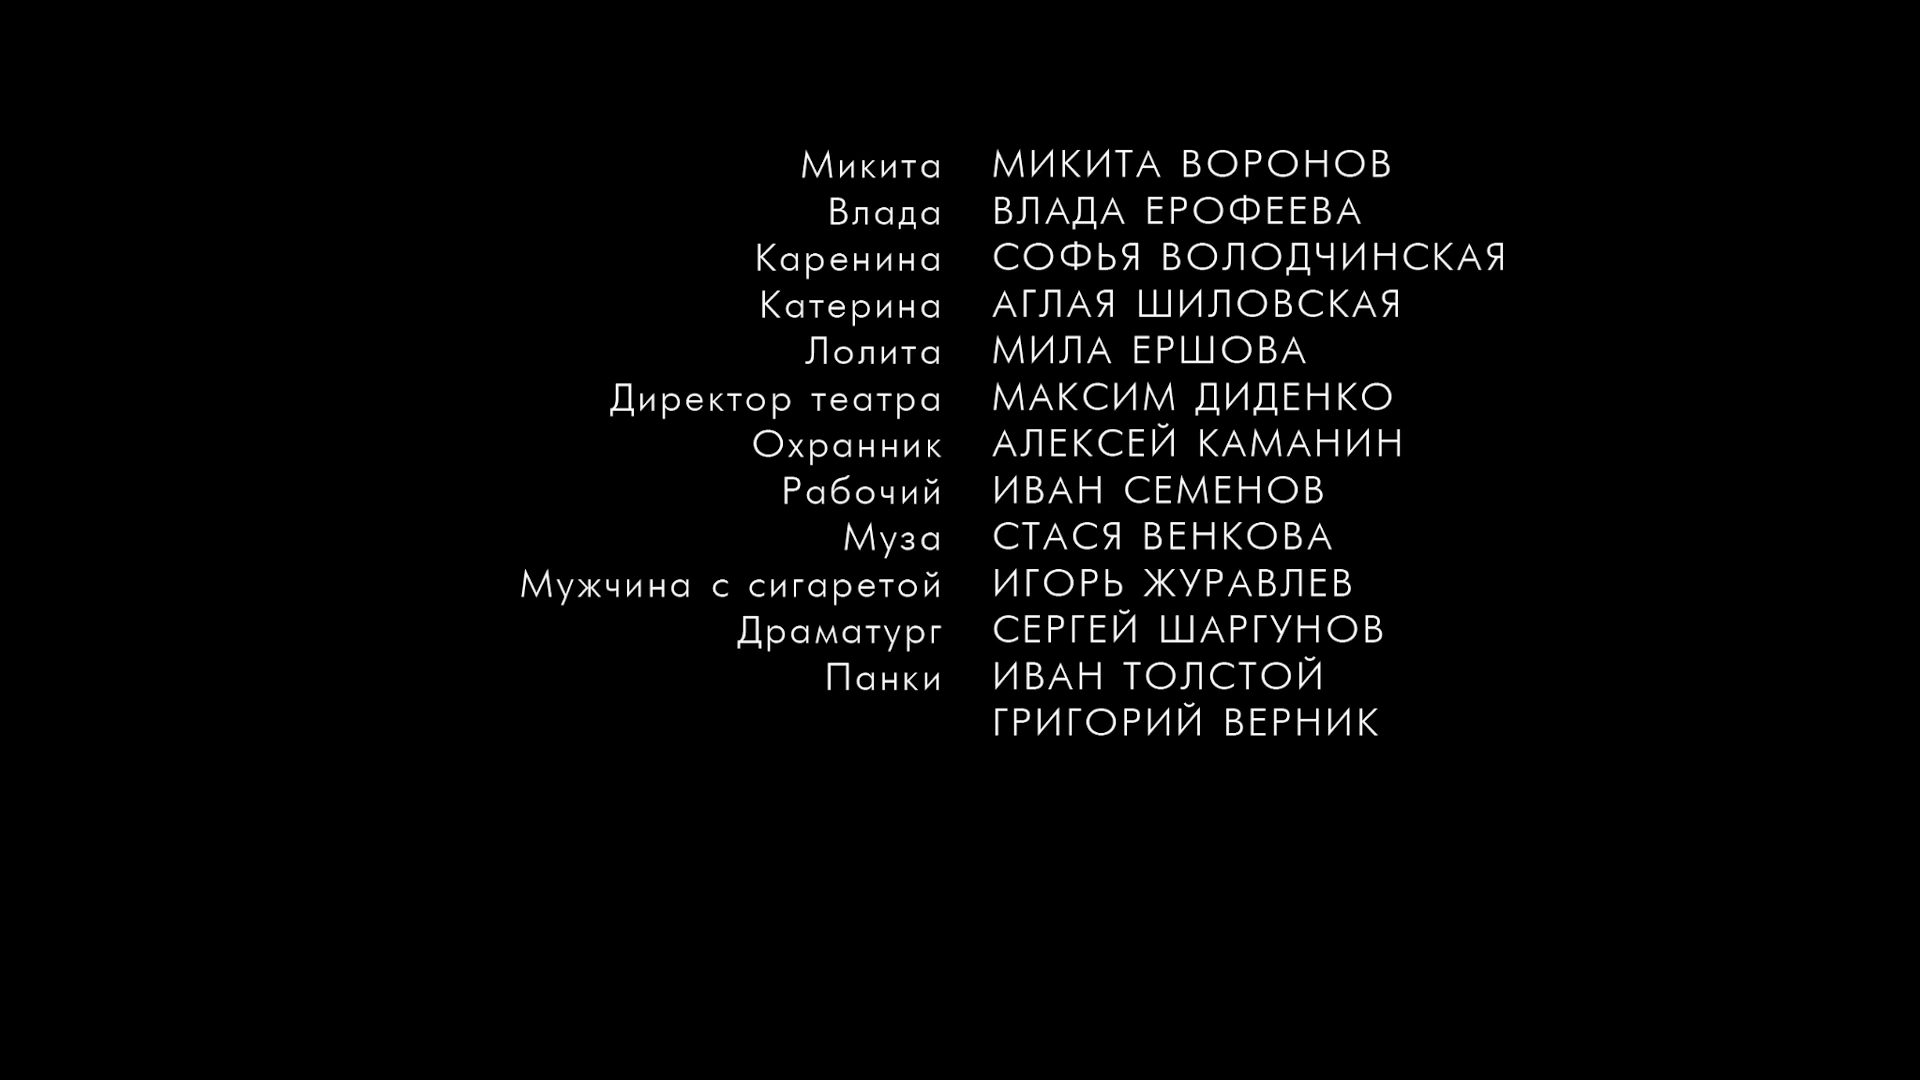 Микита МИКИТА ВОРОНОВ
Влада ВЛАДА ЕРОФЕЕВА
Каренина СОФЬЯ ВОЛОДЧИНСКАЯ
Катерина АГЛАЯ ШИЛОВСКАЯ
Лолита МИЛА ЕРШОВА
Директор театра МАКСИМ ДИДЕНКО
Охранник АЛЕКСЕЙ КАМАНИН
Рабочий ИВАН СЕМЕНОВ
Муза СТАСЯ ВЕНКОВА
Мужчина с сигаретой ИГОРЬ ЖУРАВЛЕВ
Драматург СЕРГЕЙ ШАРГУНОВ
Панки ИВАН ТОЛСТОЙ
ГРИГОРИЙ ВЕРНИК